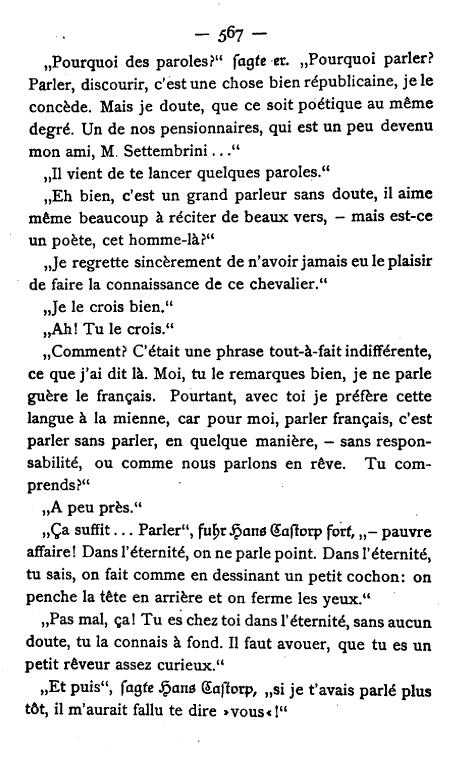 — 567 —
„Pourquoi des paroles?“ sagte er. „Pourquoi parler?
Parler, discourir, c'est une chose bien républicaine, je le
concède. Mais je doute, que ce soit poétique au même
degré. Un de nos pensionnaires, qui est un peu devenu
mon ami, M. Settembrini . . .“
„Il vient de te lancer quelques paroles.“
„Eh bien, c'est un grand parleur sans doute, il aime
même beaucoup à réciter de beaux vers, — mais est-ce
un poète, cet homme-là?“
„Je regrette sincèrement de n'avoir jamais eu le plaisir
de faire la connaissance de ce chevalier.“
„Je le crois bien.“
„Ah! Tu le crois.“
„Comment? C'était une phrase tout-à-fait indifférente,
ce que j'ai dit là. Moi, tu le remarques bien, je ne parle
guère le français. Pourtant, avec toi je préfère cette
langue à la mienne, car pour moi, parler français, c'est
parler sans parler, en quelque manière, — sans respon-
sabilité, ou comme nous parlons en rêve. Tu com-
prends?“
„A peu près.“
„Ça suffit . . . Parler“, fuhr Hans Castorp fort, „— pauvre
affaire! Dans l'éternité, on ne parle point. Dans l'éternité,
tu sais, on fait comme en dessinant un petit cochon: on
penche la tête en arrière et on ferme les yeux.“
„Pas mal, ça! Tu es chez toi dans l'éternité, sans aucun
doute, tu la connais à fond. Il faut avouer, que tu es un
petit rêveur assez curieux.“
„Et puis“, sagte Hans Castorp, „si je t'avais parlé plus
tôt, il m'aurait fallu te dire »vous«!“